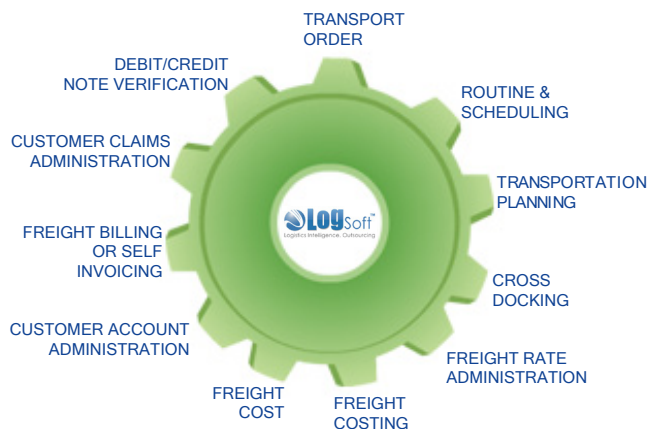 TRANSPORT
ORDER
ROUTINE &
SCHEDULING
TRANSPORTATION
PLANNING
CROSS
DOCKING
FREIGHT RATE
ADMINISTRATION
FREIGHT
COSTING
FREIGHT
COST
CUSTOMER ACCOUNT
ADMINISTRATION
FREIGHT BILLING
OR SELF
INVOICING
CUSTOMER CLAIMS
ADMINISTRATION
DEBIT/CREDIT
NOTE VERIFICATION
LogSoft™
Logistics Intelligence. Outsourcing